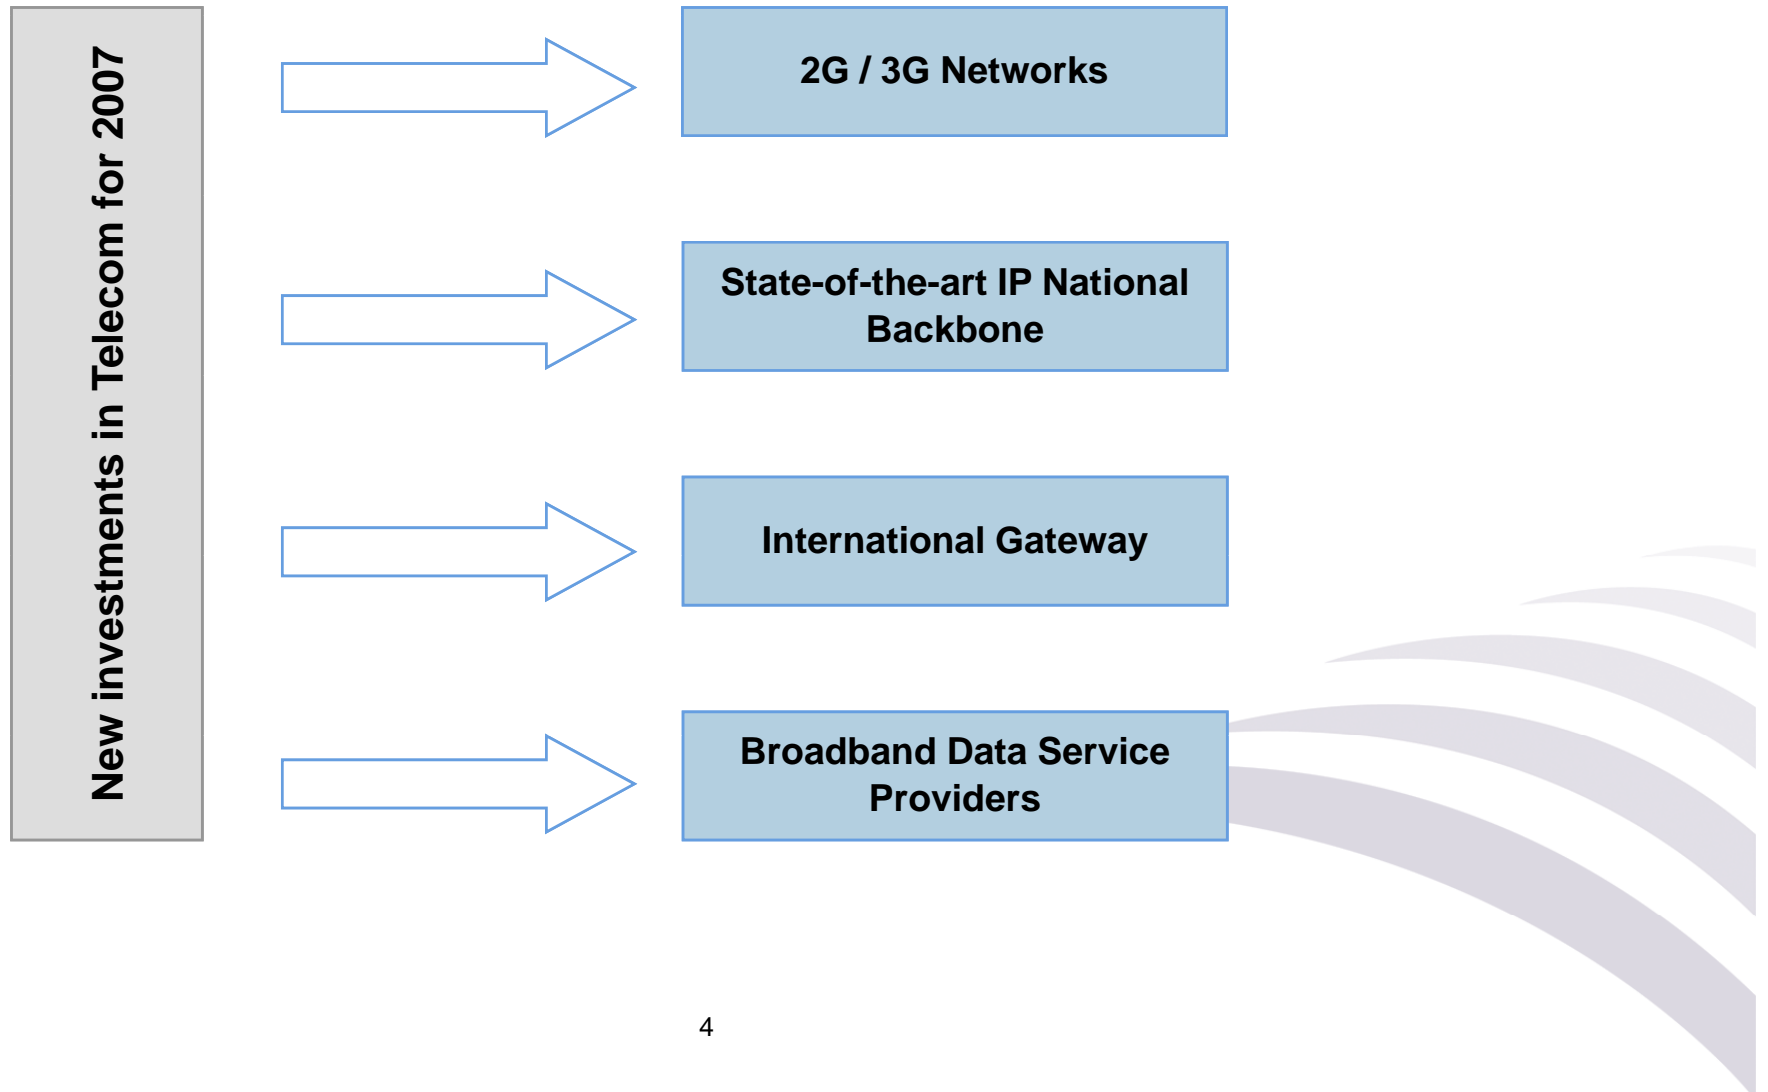 New investments in Telecom for 2007
2G / 3G Networks
State-of-the-art IP National
Backbone
International Gateway
Broadband Data Service
Providers
4